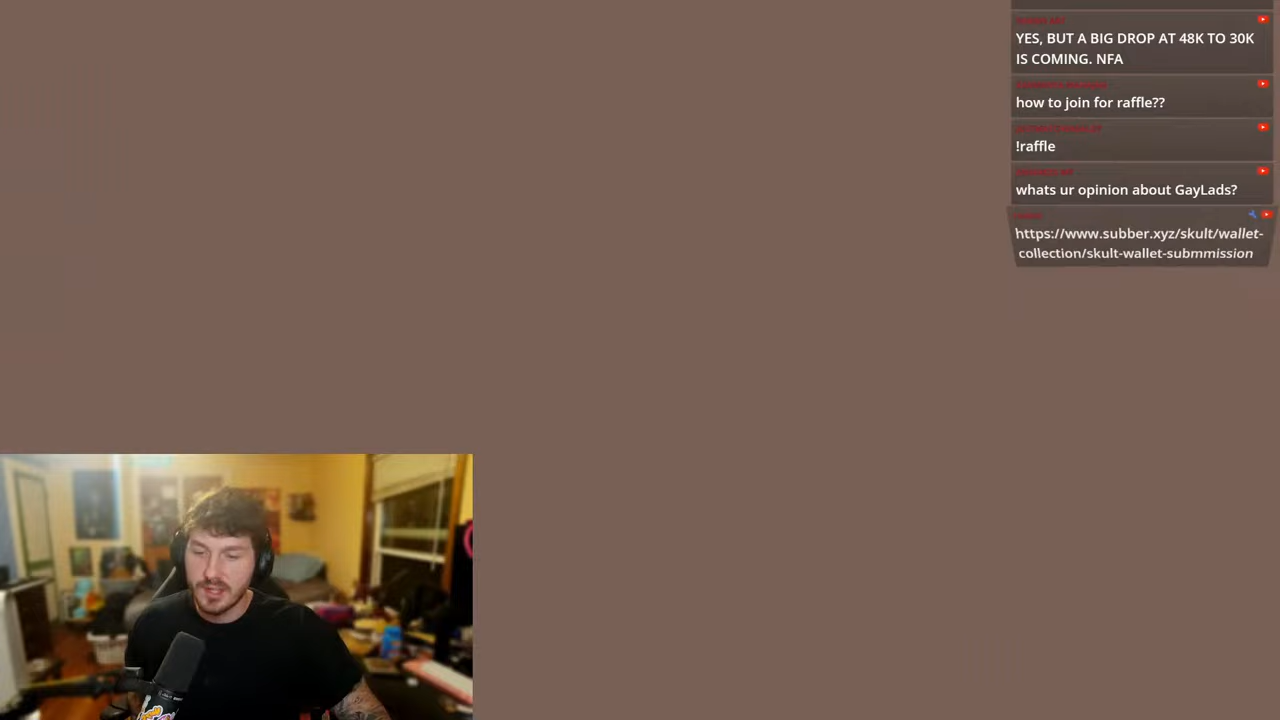 YES, BUT A BIG DROP AT 48K TO 30K
IS COMING. NFA
how to join for raffle??
!raffle
whats ur opinion about GayLads?
https://www.subber.xyz/skult/wallet-
collection/skult-wallet-submmission